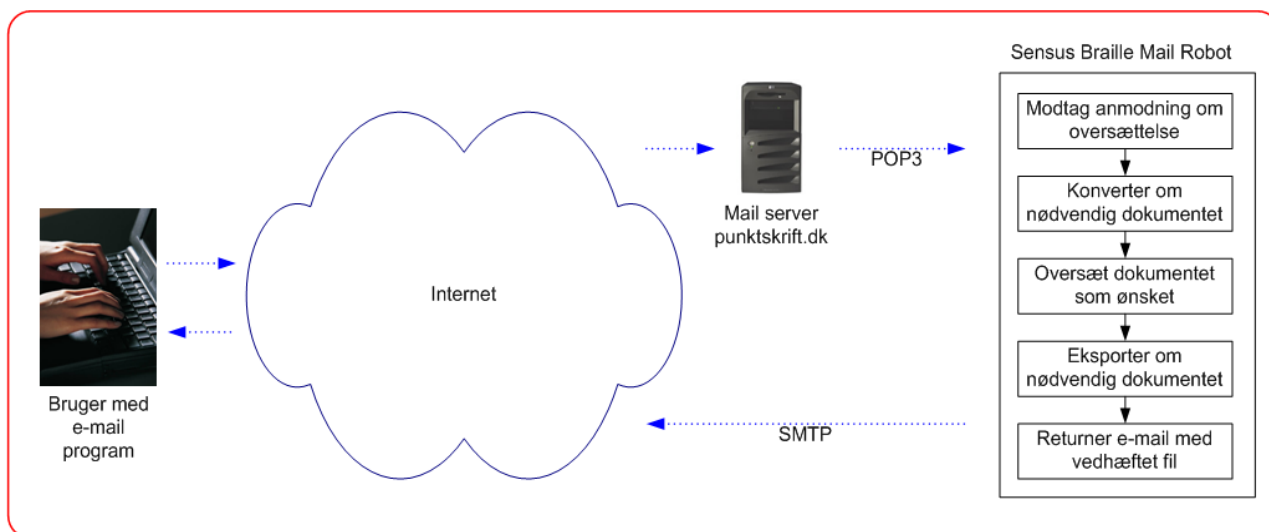 Sensus Braille Mail Robot
Modtag anmodning om
oversættelse
Konverter om
nødvendig dokumentet
Oversæt dokumentet
som ønsket
Eksporter om
nødvendig dokumentet
Returner e-mail med
vedhæftet fil
POP3
Mail server
punktskrift.dk
Internet
SMTP
Bruger med
e-mail
program